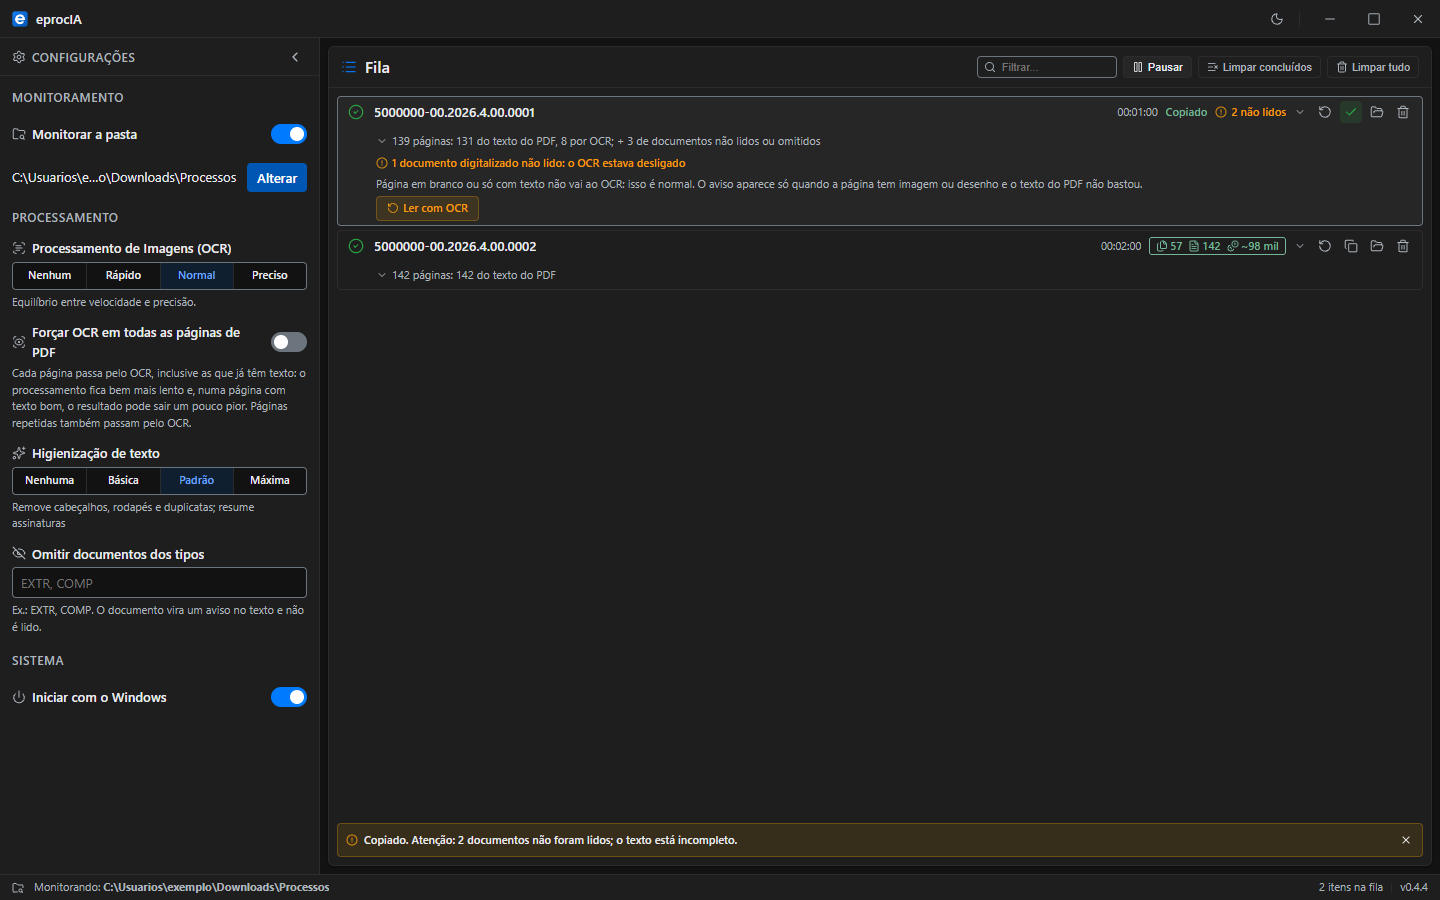 eprocIA
CONFIGURAÇÕES
MONITORAMENTO
Monitorar a pasta
C:\Usuarios\e...o\Downloads\Processos
Alterar
PROCESSAMENTO
Processamento de Imagens (OCR)
Nenhum Rápido Normal Preciso
Equilíbrio entre velocidade e precisão.
Forçar OCR em todas as páginas de
PDF
Cada página passa pelo OCR, inclusive as que já têm texto: o
processamento fica bem mais lento e, numa página com
texto bom, o resultado pode sair um pouco pior. Páginas
repetidas também passam pelo OCR.
Higienização de texto
Nenhuma Básica Padrão Máxima
Remove cabeçalhos, rodapés e duplicatas; resume
assinaturas
Omitir documentos dos tipos
EXTR, COMP
Ex.: EXTR, COMP. O documento vira um aviso no texto e não
é lido.
SISTEMA
Iniciar com o Windows
Fila
Filtrar...
Pausar
Limpar concluídos
Limpar tudo
5000000-00.2026.4.00.0001
00:01:00 Copiado 2 não lidos
139 páginas: 131 do texto do PDF, 8 por OCR; + 3 de documentos não lidos ou omitidos
1 documento digitalizado não lido: o OCR estava desligado
Página em branco ou só com texto não vai ao OCR: isso é normal. O aviso aparece só quando a página tem imagem ou desenho e o texto do PDF não bastou.
Ler com OCR
5000000-00.2026.4.00.0002
00:02:00 57 142 ~98 mil
142 páginas: 142 do texto do PDF
Copiado. Atenção: 2 documentos não foram lidos; o texto está incompleto.
Monitorando: C:\Usuarios\exemplo\Downloads\Processos
2 itens na fila
v0.4.4